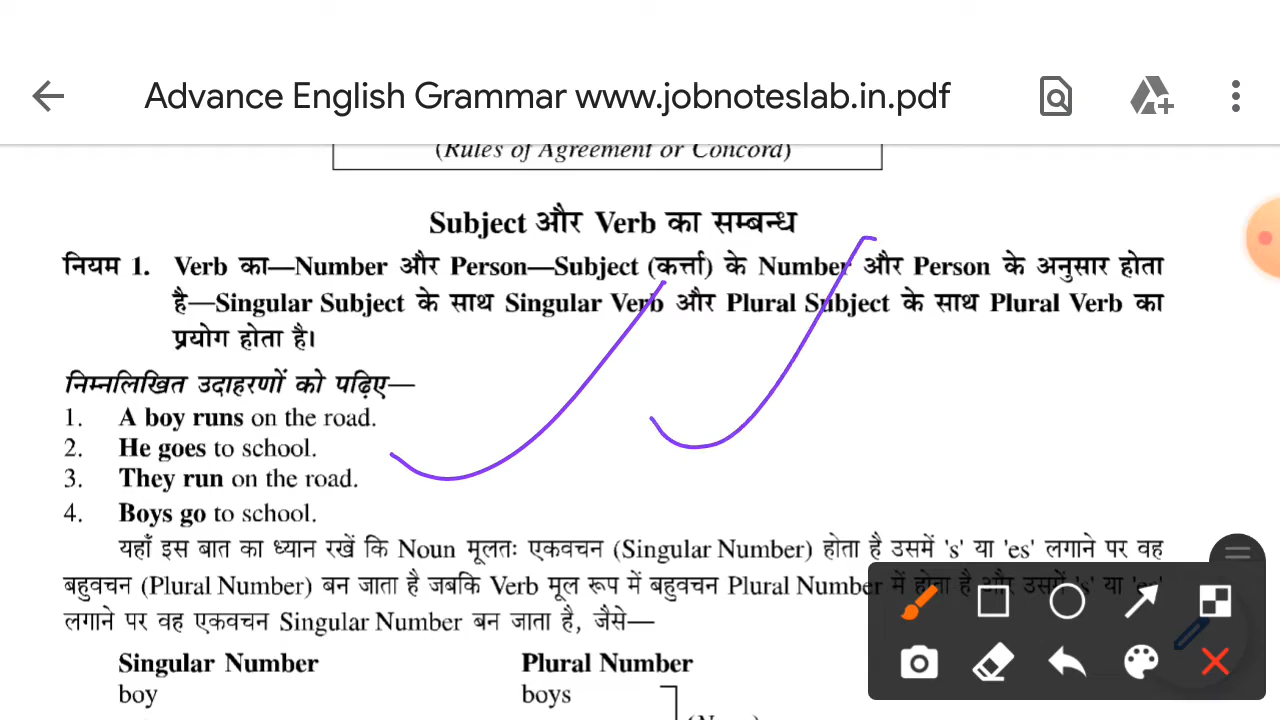 Advance English Grammar www.jobnoteslab.in.pdf
(Rules of Agreement or Concord)
Subject और Verb का सम्बन्ध
नियम 1. Verb का—Number और Person—Subject (कर्त्ता) के Number और Person के अनुसार होता
है—Singular Subject के साथ Singular Verb और Plural Subject के साथ Plural Verb का
प्रयोग होता है।
निम्नलिखित उदाहरणों को पढ़िए—
1. A boy runs on the road.
2. He goes to school.
3. They run on the road.
4. Boys go to school.
यहाँ इस बात का ध्यान रखें कि Noun मूलतः एकवचन (Singular Number) होता है उसमें 's' या 'es' लगाने पर वह
बहुवचन (Plural Number) बन जाता है जबकि Verb मूल रूप में बहुवचन Plural Number में होता है और उसमें 's' या 'es'
लगाने पर वह एकवचन Singular Number बन जाता है, जैसे—
Singular Number Plural Number
boy boys